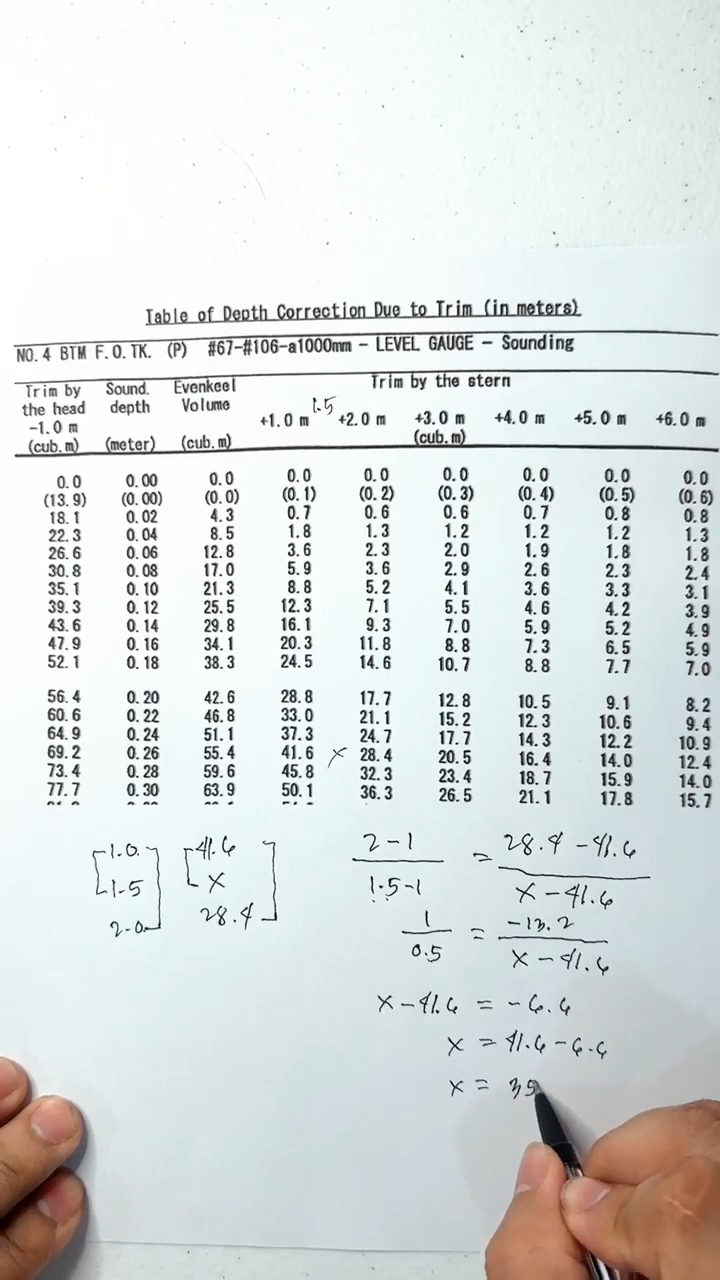 Table of Depth Correction Due to Trim (in meters)
NO. 4 BTM F. O. TK. (P) #67-#106-a1000mm - LEVEL GAUGE - Sounding
Trim by the head -1.0 m (cub. m) Sound. depth (meter) Evenkeel Volume (cub. m) Trim by the stern (cub. m)
+1.0 m 1.5 +2.0 m +3.0 m +4.0 m +5.0 m +6.0 m
0.0 0.00 0.0 0.0 0.0 0.0 0.0 0.0 0.0
(13.9) (0.00) (0.0) (0.1) (0.2) (0.3) (0.4) (0.5) (0.6)
18.1 0.02 4.3 0.7 0.6 0.6 0.7 0.8 0.8
22.3 0.04 8.5 1.8 1.3 1.2 1.2 1.2 1.3
26.6 0.06 12.8 3.6 2.3 2.0 1.9 1.8 1.8
30.8 0.08 17.0 5.9 3.6 2.9 2.6 2.3 2.4
35.1 0.10 21.3 8.8 5.2 4.1 3.6 3.3 3.1
39.3 0.12 25.5 12.3 7.1 5.5 4.6 4.2 3.9
43.6 0.14 29.8 16.1 9.3 7.0 5.9 5.2 4.9
47.9 0.16 34.1 20.3 11.8 8.8 7.3 6.5 5.9
52.1 0.18 38.3 24.5 14.6 10.7 8.8 7.7 7.0
56.4 0.20 42.6 28.8 17.7 12.8 10.5 9.1 8.2
60.6 0.22 46.8 33.0 21.1 15.2 12.3 10.6 9.4
64.9 0.24 51.1 37.3 24.7 17.7 14.3 12.2 10.9
69.2 0.26 55.4 41.6 x 28.4 20.5 16.4 14.0 12.4
73.4 0.28 59.6 45.8 32.3 23.4 18.7 15.9 14.0
77.7 0.30 63.9 50.1 36.3 26.5 21.1 17.8 15.7
1.0 41.6
1.5 x
2.0 28.4
2-1 = 28.4-41.6
1.5-1 x-41.6
1 = -13.2
0.5 x-41.6
x-41.6 = -6.6
x = 41.6-6.6
x = 35